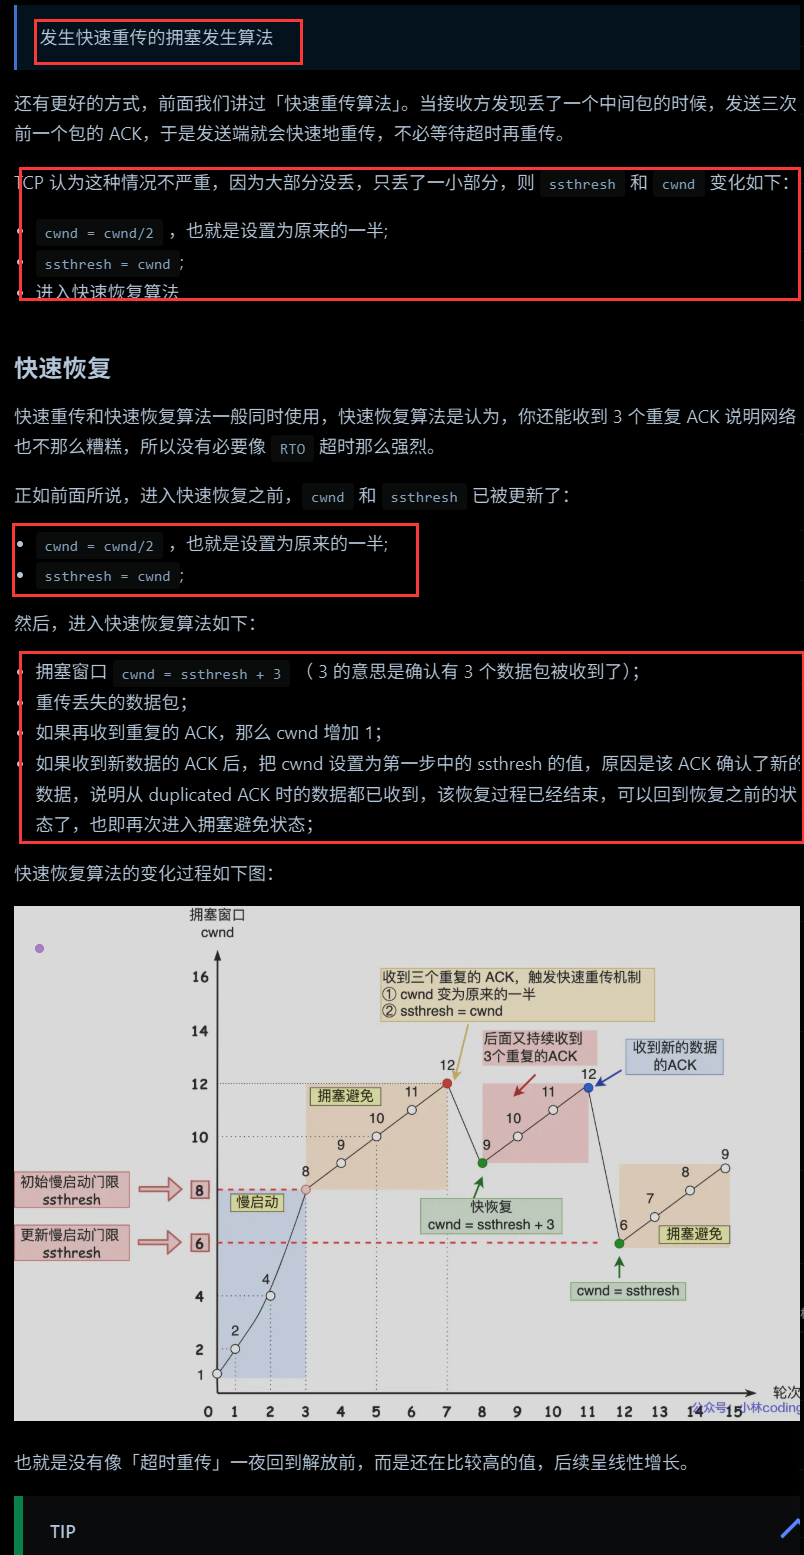 发生快速重传的拥塞发生算法
还有更好的方式，前面我们讲过「快速重传算法」。当接收方发现丢了一个中间包的时候，发送三次
前一个包的 ACK，于是发送端就会快速地重传，不必等待超时再重传。
TCP 认为这种情况不严重，因为大部分没丢，只丢了一小部分，则 ssthresh 和 cwnd 变化如下：
cwnd = cwnd/2 ，也就是设置为原来的一半;
ssthresh = cwnd ;
进入快速恢复算法
快速恢复
快速重传和快速恢复算法一般同时使用，快速恢复算法是认为，你还能收到 3 个重复 ACK 说明网络
也不那么糟糕，所以没有必要像 RTO 超时那么强烈。
正如前面所说，进入快速恢复之前， cwnd 和 ssthresh 已被更新了：
cwnd = cwnd/2 ，也就是设置为原来的一半;
ssthresh = cwnd ;
然后，进入快速恢复算法如下：
拥塞窗口 cwnd = ssthresh + 3 （ 3 的意思是确认有 3 个数据包被收到了）；
重传丢失的数据包；
如果再收到重复的 ACK，那么 cwnd 增加 1；
如果收到新数据的 ACK 后，把 cwnd 设置为第一步中的 ssthresh 的值，原因是该 ACK 确认了新的
数据，说明从 duplicated ACK 时的数据都已收到，该恢复过程已经结束，可以回到恢复之前的状
态了，也即再次进入拥塞避免状态；
快速恢复算法的变化过程如下图：
拥塞窗口
cwnd
16
14
12
10
8
6
4
2
1
收到三个重复的 ACK，触发快速重传机制
① cwnd 变为原来的一半
② ssthresh = cwnd
后面又持续收到
3个重复的ACK
收到新的数据
的ACK
12
12
拥塞避免
11
10
9
8
11
10
9
初始慢启动门限
ssthresh
慢启动
快恢复
cwnd = ssthresh + 3
9
8
7
6
拥塞避免
更新慢启动门限
ssthresh
4
2
cwnd = ssthresh
轮次
0 1 2 3 4 5 6 7 8 9 10 11 12 13 14 15
公众号：小林coding
也就是没有像「超时重传」一夜回到解放前，而是还在比较高的值，后续呈线性增长。
TIP